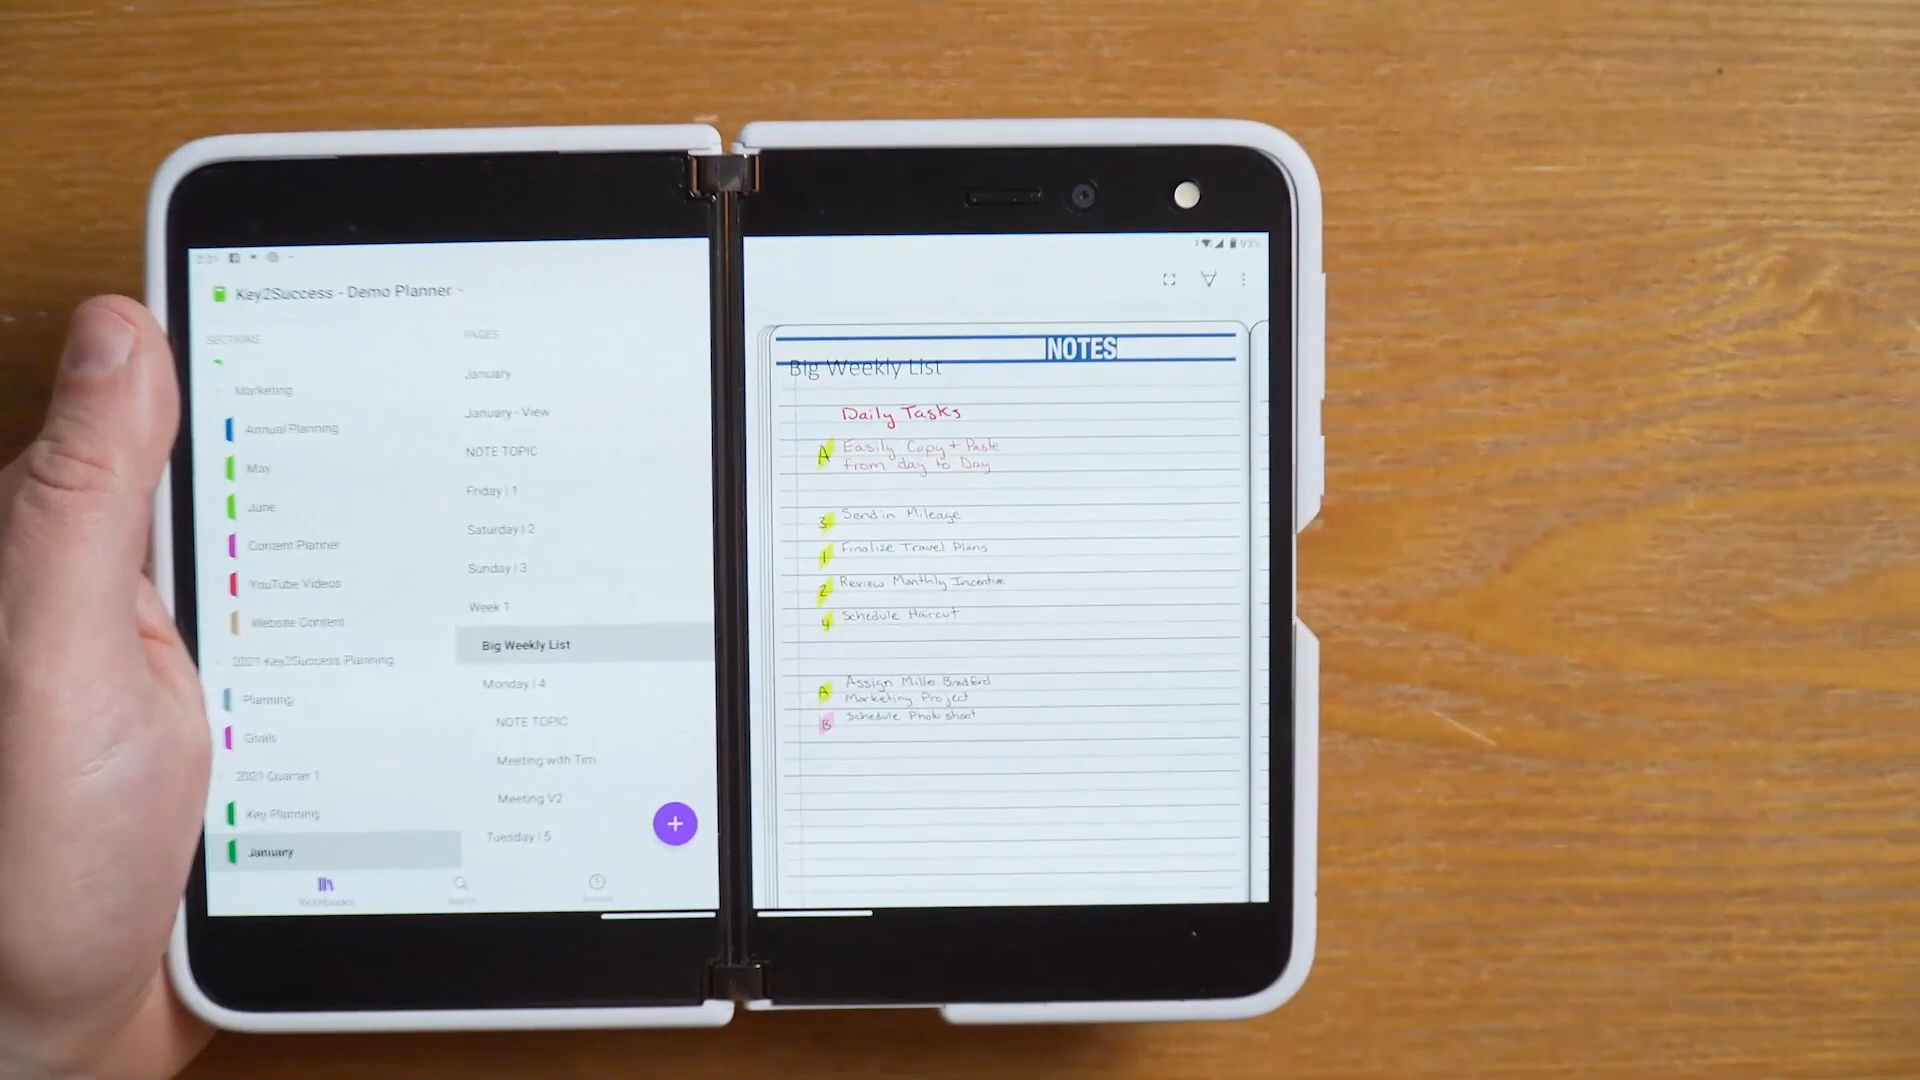 Key2Success - Demo Planner
SECTIONS
Marketing
Annual Planning
May
June
Content Planner
YouTube Videos
Website Content
2021 Key2Success Planning
Planning
Goals
2021 Quarter 1
Key Planning
January
PAGES
January
January - View
NOTE TOPIC
Friday | 1
Saturday | 2
Sunday | 3
Week 1
Big Weekly List
Monday | 4
NOTE TOPIC
Meeting with Tim
Meeting V2
Tuesday | 5
+
Search
93%
NOTES
Big Weekly List
Daily Tasks
A Easily Copy + Paste
from day to Day
3 Send in Mileage
1 Finalize Travel Plans
2 Review Monthly Incentive
4 Schedule Haircut
A Assign Miller Bradford
Marketing Project
B Schedule Photo shoot